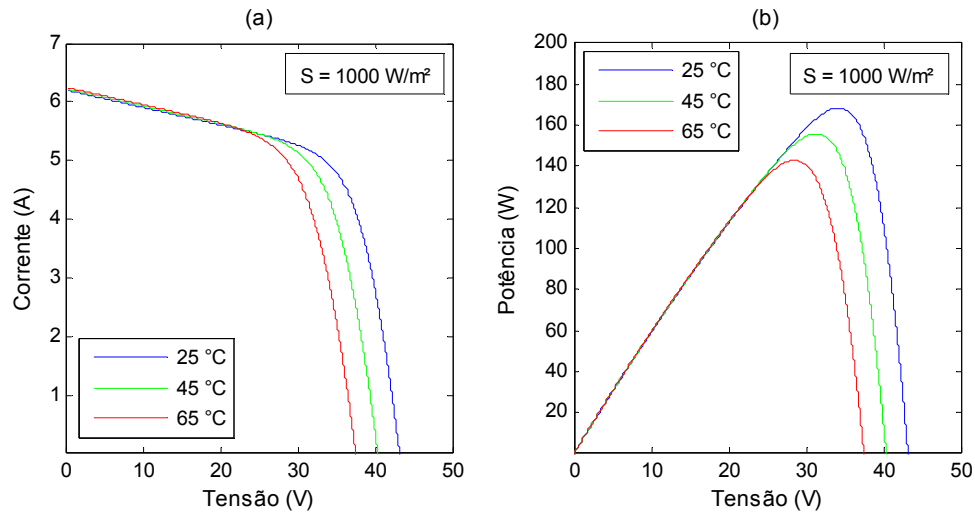 (a)
7
6
5
4
3
2
1
0
10
20
30
40
50
Corrente (A)
Tensão (V)
S = 1000 W/m²
25 °C
45 °C
65 °C
(b)
200
180
160
140
120
100
80
60
40
20
0
10
20
30
40
50
Potência (W)
Tensão (V)
25 °C
45 °C
65 °C
S = 1000 W/m²